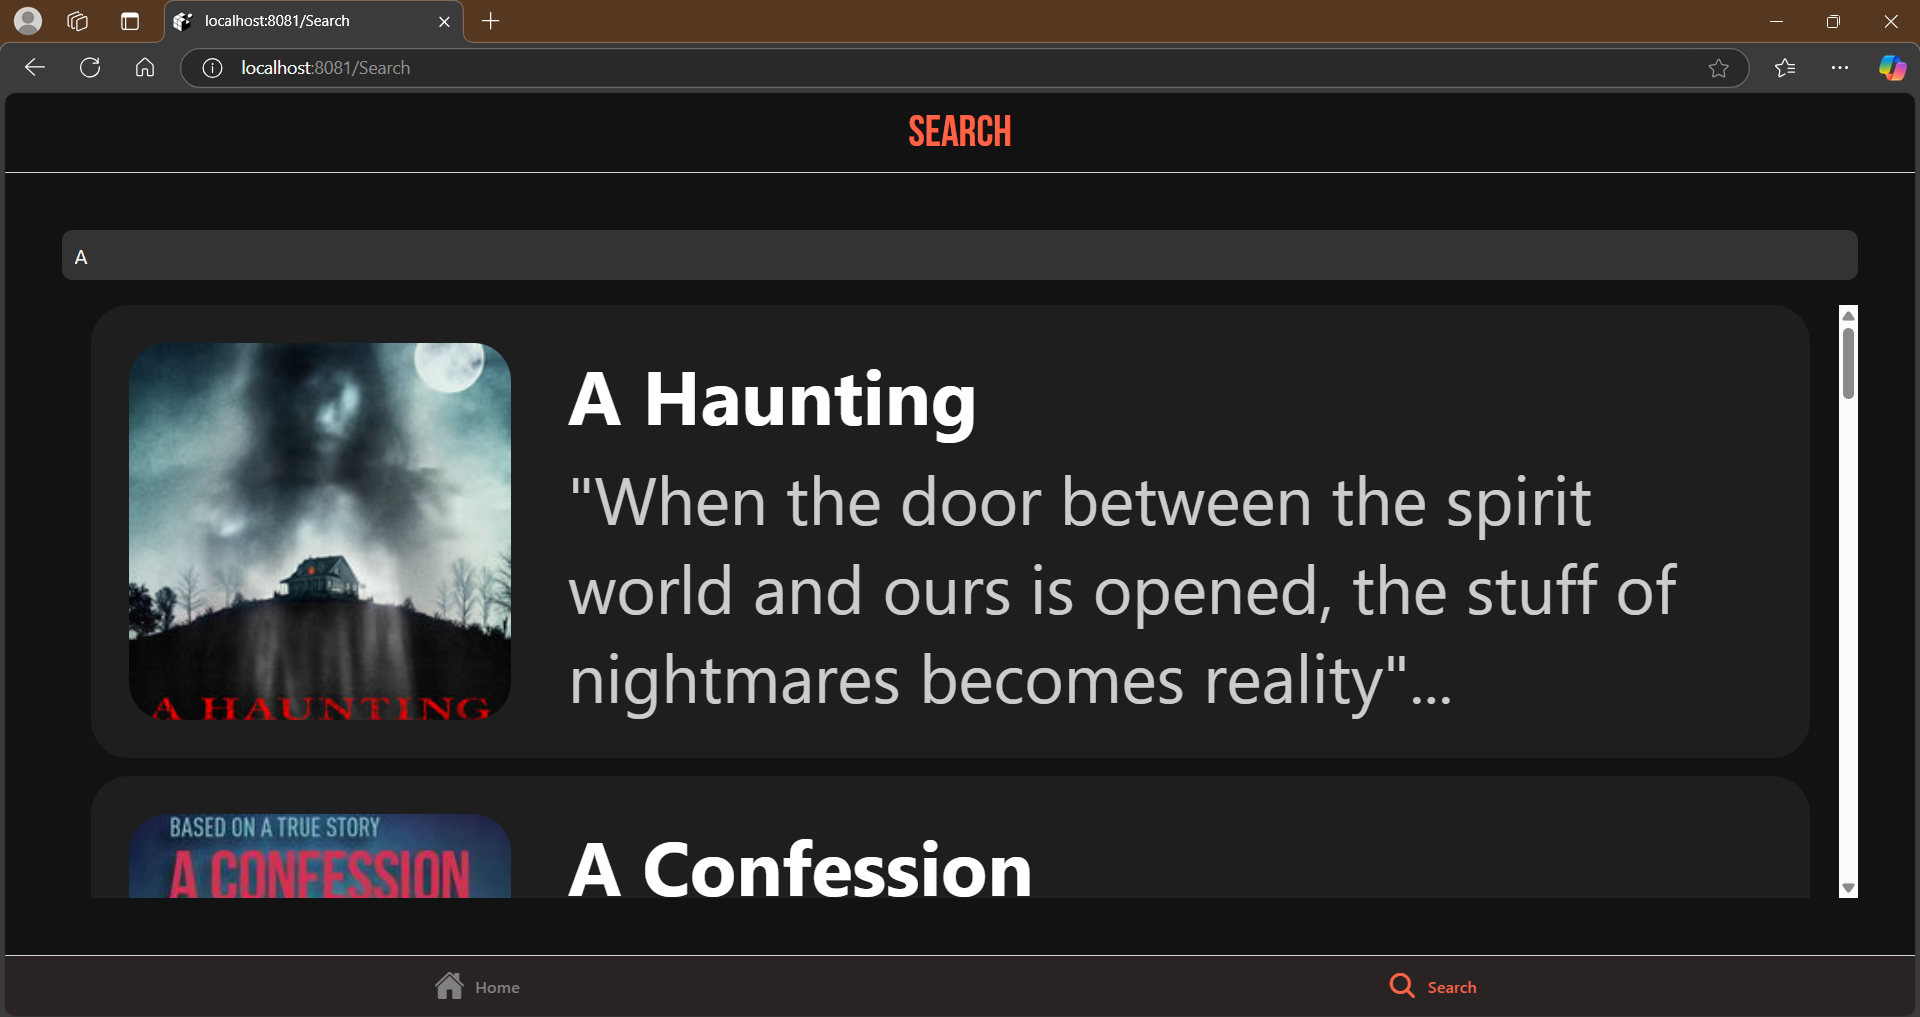 localhost:8081/Search
localhost:8081/Search
SEARCH
A
A Haunting
"When the door between the spirit
world and ours is opened, the stuff of
nightmares becomes reality"...
A HAUNTING
BASED ON A TRUE STORY
A CONFESSION
A Confession
Home
Search